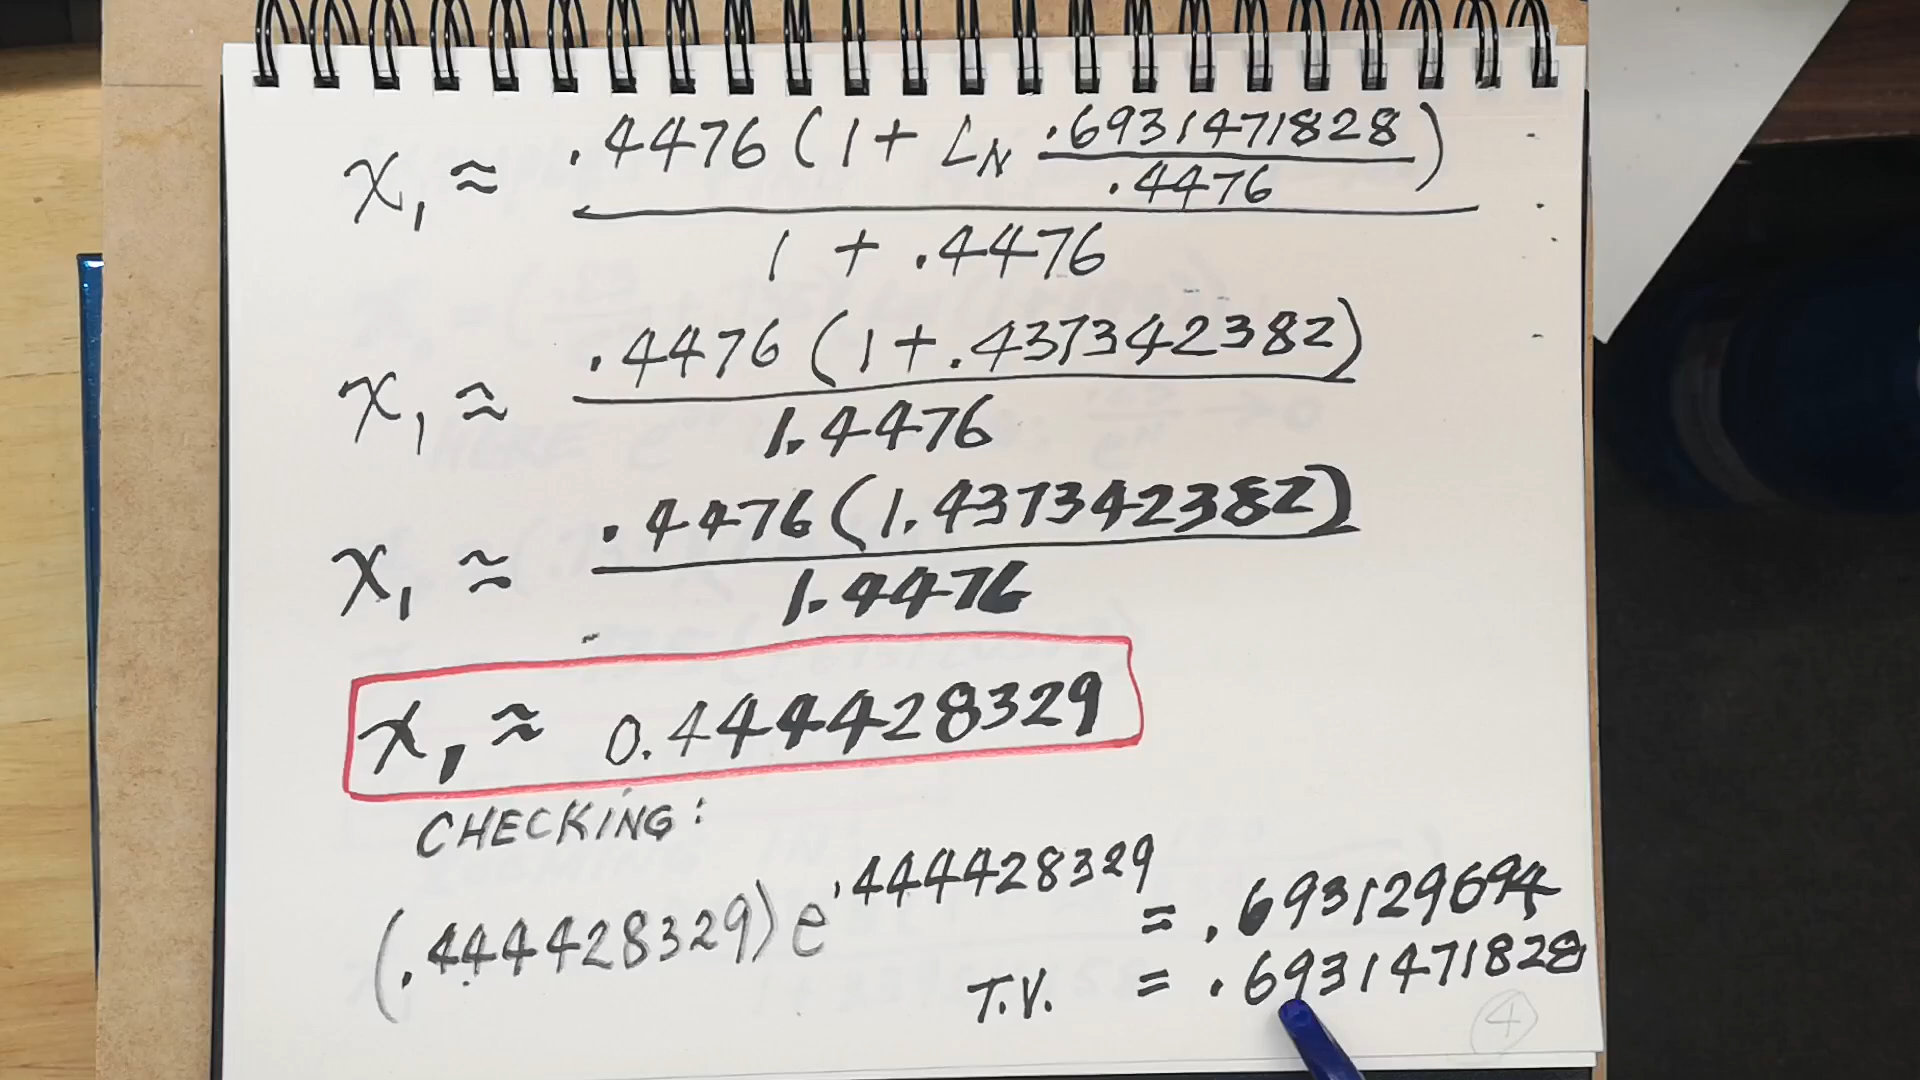 x₁ ≈ .4476 (1 + LN .6931471828/.4476) / 1 + .4476
x₁ ≈ .4476 (1 + .437342382) / 1.4476
x₁ ≈ .4476 (1.437342382) / 1.4476
x₁ ≈ 0.444428329
CHECKING:
(.444428329) e^.444428329 = .693129694
T.V. = .6931471828
4